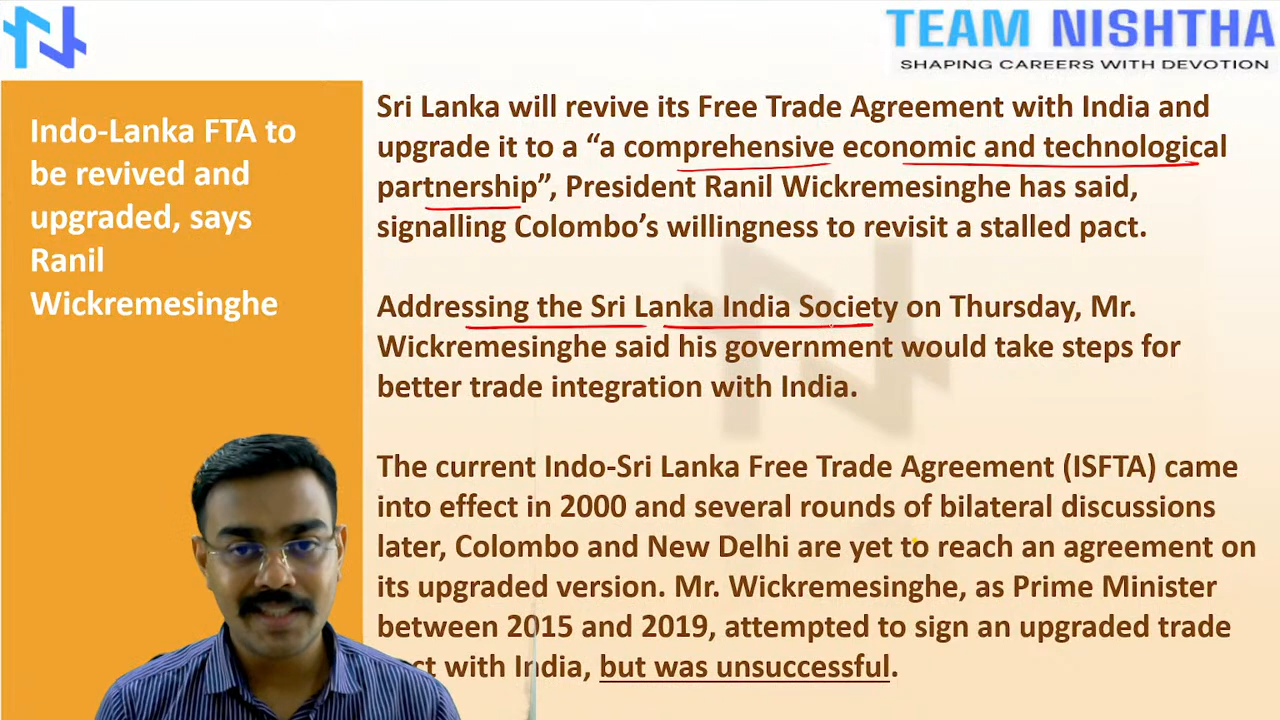 TEAM NISHTHA
SHAPING CAREERS WITH DEVOTION
Indo-Lanka FTA to
be revived and
upgraded, says
Ranil
Wickremesinghe
Sri Lanka will revive its Free Trade Agreement with India and
upgrade it to a “a comprehensive economic and technological
partnership”, President Ranil Wickremesinghe has said,
signalling Colombo’s willingness to revisit a stalled pact.
Addressing the Sri Lanka India Society on Thursday, Mr.
Wickremesinghe said his government would take steps for
better trade integration with India.
The current Indo-Sri Lanka Free Trade Agreement (ISFTA) came
into effect in 2000 and several rounds of bilateral discussions
later, Colombo and New Delhi are yet to reach an agreement on
its upgraded version. Mr. Wickremesinghe, as Prime Minister
between 2015 and 2019, attempted to sign an upgraded trade
with India, but was unsuccessful.